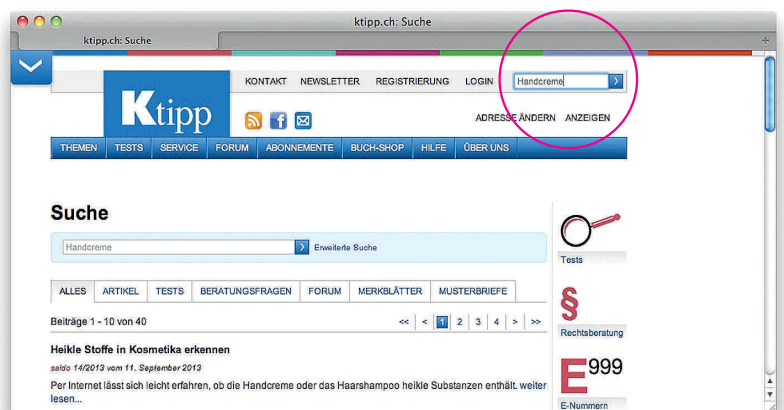 ktipp.ch: Suche
ktipp.ch: Suche
KONTAKT NEWSLETTER REGISTRIERUNG LOGIN Handcreme
Ktipp
ADRESSE ÄNDERN ANZEIGEN
THEMEN TESTS SERVICE FORUM ABONNEMENTE BUCH-SHOP HILFE ÜBER UNS
Suche
Handcreme Erweiterte Suche
Tests
ALLES ARTIKEL TESTS BERATUNGSFRAGEN FORUM MERKBLÄTTER MUSTERBRIEFE
Beiträge 1 - 10 von 40 << < 1 2 3 4 > >>
§
Rechtsberatung
Heikle Stoffe in Kosmetika erkennen
saldo 14/2013 vom 11. September 2013
Per Internet lässt sich leicht erfahren, ob die Handcreme oder das Haarshampoo heikle Substanzen enthält. weiter
lesen...
E999
E-Nummern